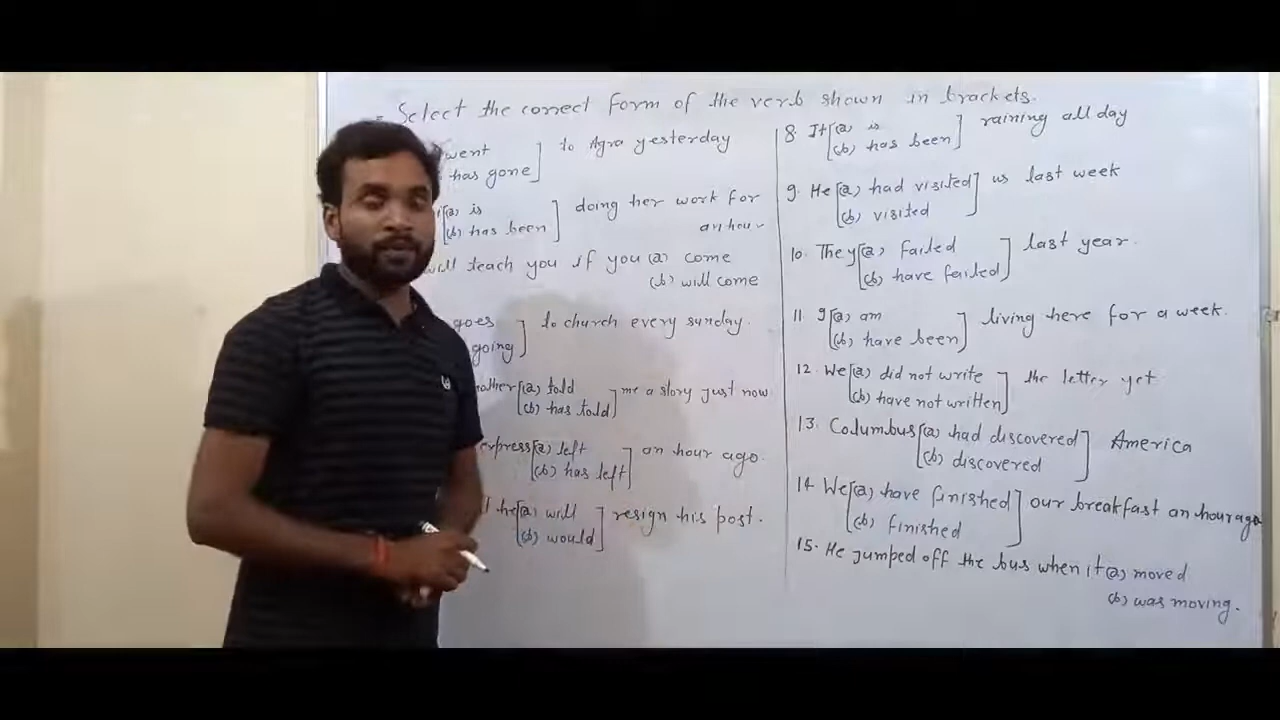 Select the correct form of the verb shown in brackets.
went
has gone] to Agra yesterday
[(a) is
(b) has been] doing her work for
an hour
will teach you if you (a) come
(b) will come
goes
going] to church every sunday.
[(a) told
(b) has told] me a story just now
express [(a) left
(b) has left] an hour ago.
he [(a) will
(b) would] resign his post.
8. It [(a) is
(b) has been] raining all day
9. He [(a) had visited
(b) visited] us last week
10. They [(a) failed
(b) have failed] last year.
11. I [(a) am
(b) have been] living here for a week.
12. We [(a) did not write
(b) have not written] the letter yet
13. Columbus [(a) had discovered
(b) discovered] America
14. We [(a) have finished
(b) finished] our breakfast an hour ago
15. He jumped off the bus when it (a) moved
(b) was moving.